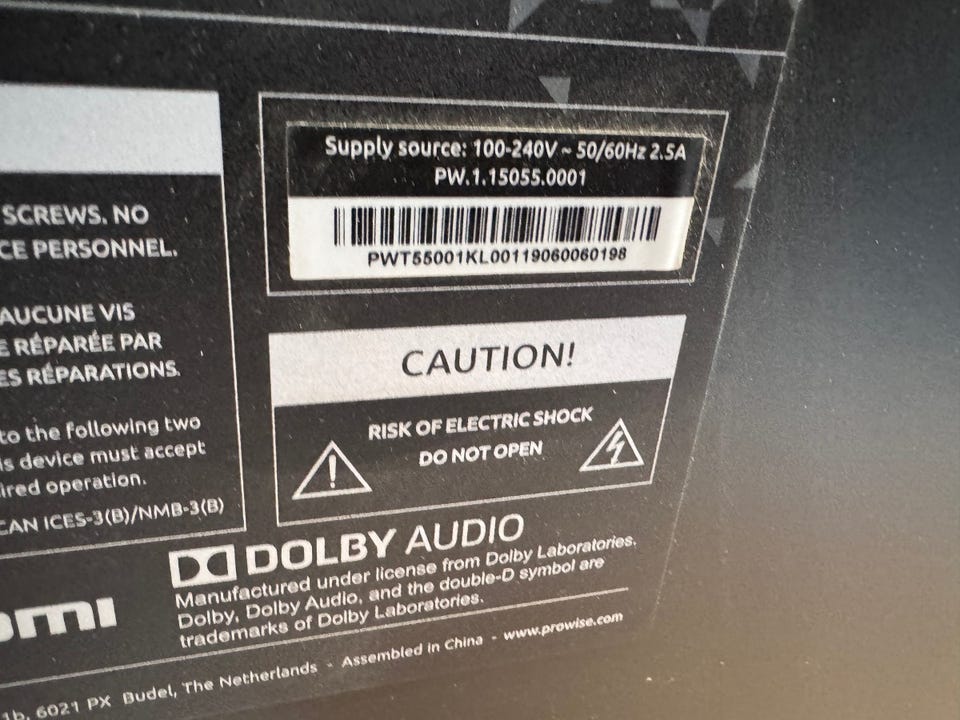 SCREWS. NO
CE PERSONNEL.
AUCUNE VIS
E RÉPARÉE PAR
ES RÉPARATIONS.
to the following two
is device must accept
ired operation.
CAN ICES-3(B)/NMB-3(B)
Supply source: 100-240V ~ 50/60Hz 2.5A
PW.1.15055.0001
PWT55001KL00119060060198
CAUTION!
RISK OF ELECTRIC SHOCK
DO NOT OPEN
DOLBY AUDIO
Manufactured under license from Dolby Laboratories.
Dolby, Dolby Audio, and the double-D symbol are
trademarks of Dolby Laboratories.
omi
1b, 6021 PX Budel, The Netherlands - Assembled in China - www.prowise.com